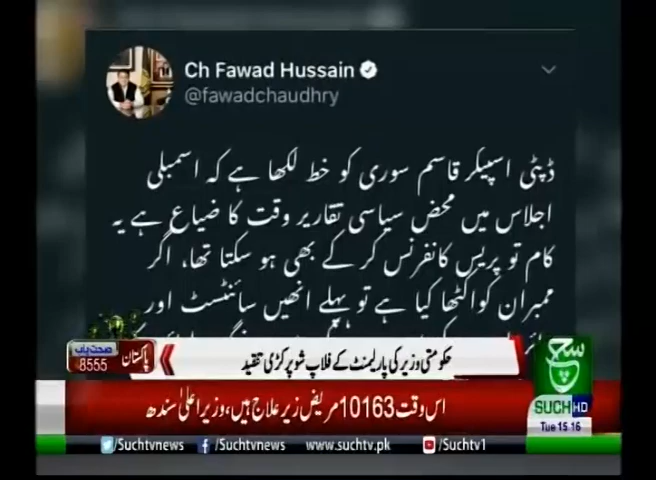 Ch Fawad Hussain
@fawadchaudhry
ڈپٹی اسپیکر قاسم سوری کو خط لکھا ہے کہ اسمبلی
اجلاس میں محض سیاسی تقاریر وقت کا ضیاع ہے یہ
کام تو پریس کانفرنس کر کے بھی ہو سکتا تھا، اگر
ممبران کو اکٹھا کیا ہے تو پہلے انھیں سائنٹسٹ اور
صحت یاب
8555
پاکستان
حکومتی وزیر کی پارلیمنٹ کے فلاپ شو پر کڑی تنقید
سچ
اس وقت 10163 مریض زیر علاج ہیں، وزیراعلیٰ سندھ
SUCH HD
Tue 15 16
/Suchtvnews /Suchtvnews www.suchtv.pk /Suchtv1